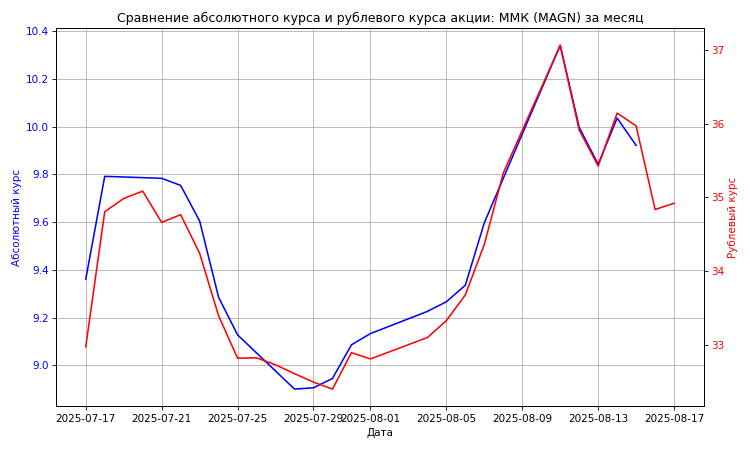 Сравнение абсолютного курса и рублевого курса акции: ММК (MAGN) за месяц
10.4
10.2
10.0
9.8
9.6
9.4
9.2
9.0
Абсолютный курс
37
36
35
34
33
Рублевый курс
2025-07-17 2025-07-21 2025-07-25 2025-07-29 2025-08-01 2025-08-05 2025-08-09 2025-08-13 2025-08-17
Дата